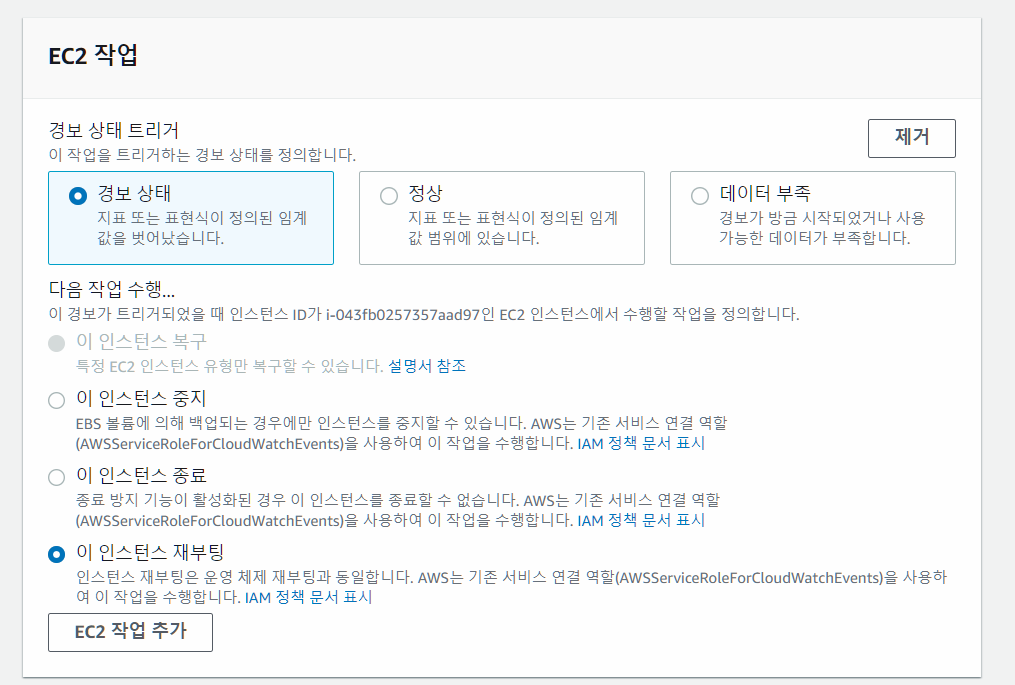 EC2 작업
경보 상태 트리거
이 작업을 트리거하는 경보 상태를 정의합니다.
제거
경보 상태
지표 또는 표현식이 정의된 임계
값을 벗어났습니다.
정상
지표 또는 표현식이 정의된 임계
값 범위에 있습니다.
데이터 부족
경보가 방금 시작되었거나 사용
가능한 데이터가 부족합니다.
다음 작업 수행...
이 경보가 트리거되었을 때 인스턴스 ID가 i-043fb0257357aad97인 EC2 인스턴스에서 수행할 작업을 정의합니다.
이 인스턴스 복구
특정 EC2 인스턴스 유형만 복구할 수 있습니다. 설명서 참조
이 인스턴스 중지
EBS 볼륨에 의해 백업되는 경우에만 인스턴스를 중지할 수 있습니다. AWS는 기존 서비스 연결 역할
(AWSServiceRoleForCloudWatchEvents)을 사용하여 이 작업을 수행합니다. IAM 정책 문서 표시
이 인스턴스 종료
종료 방지 기능이 활성화된 경우 이 인스턴스를 종료할 수 없습니다. AWS는 기존 서비스 연결 역할
(AWSServiceRoleForCloudWatchEvents)을 사용하여 이 작업을 수행합니다. IAM 정책 문서 표시
이 인스턴스 재부팅
인스턴스 재부팅은 운영 체제 재부팅과 동일합니다. AWS는 기존 서비스 연결 역할(AWSServiceRoleForCloudWatchEvents)을 사용하
여 이 작업을 수행합니다. IAM 정책 문서 표시
EC2 작업 추가